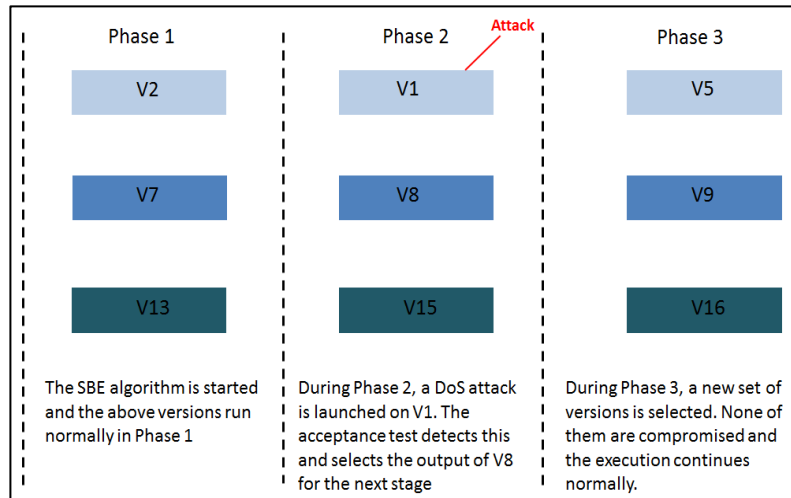 Phase 1
V2
V7
V13
The SBE algorithm is started
and the above versions run
normally in Phase 1
Phase 2
Attack
V1
V8
V15
During Phase 2, a DoS attack
is launched on V1. The
acceptance test detects this
and selects the output of V8
for the next stage
Phase 3
V5
V9
V16
During Phase 3, a new set of
versions is selected. None of
them are compromised and
the execution continues
normally.